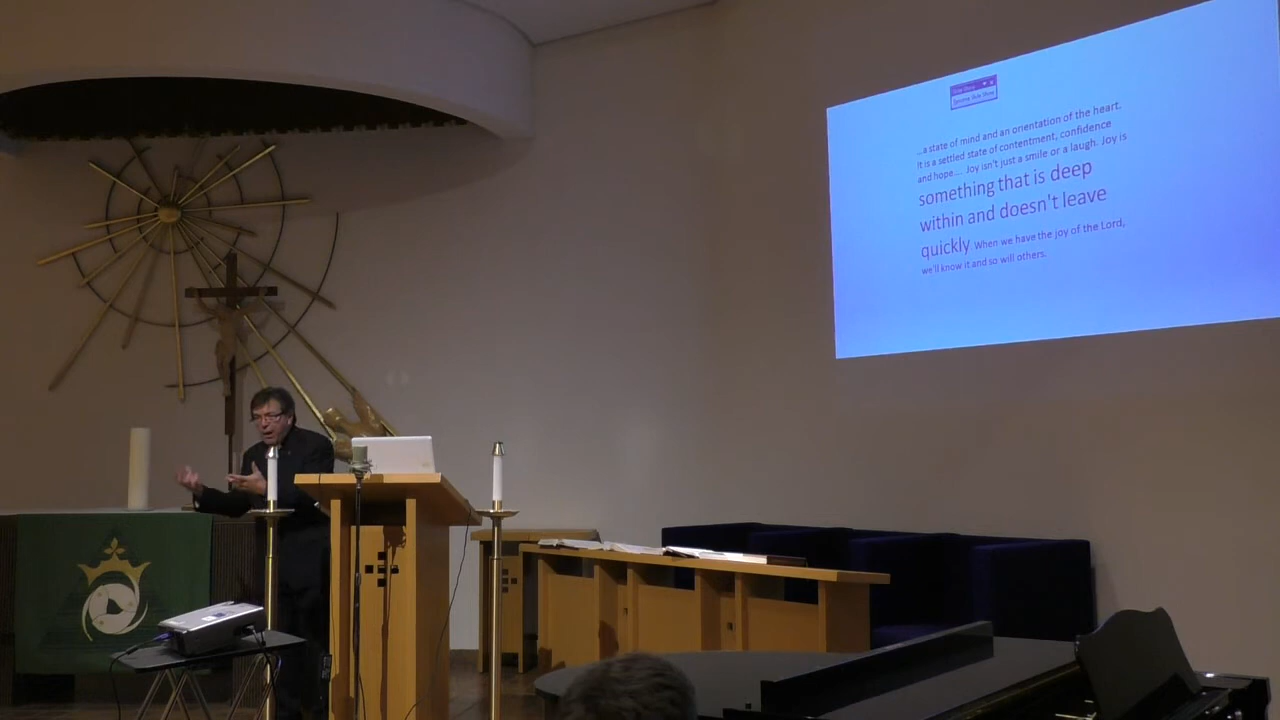 ...a state of mind and an orientation of the heart.
It is a settled state of contentment, confidence
and hope.... Joy isn't just a smile or a laugh. Joy is
something that is deep
within and doesn't leave
quickly. When we have the joy of the Lord,
we'll know it and so will others.